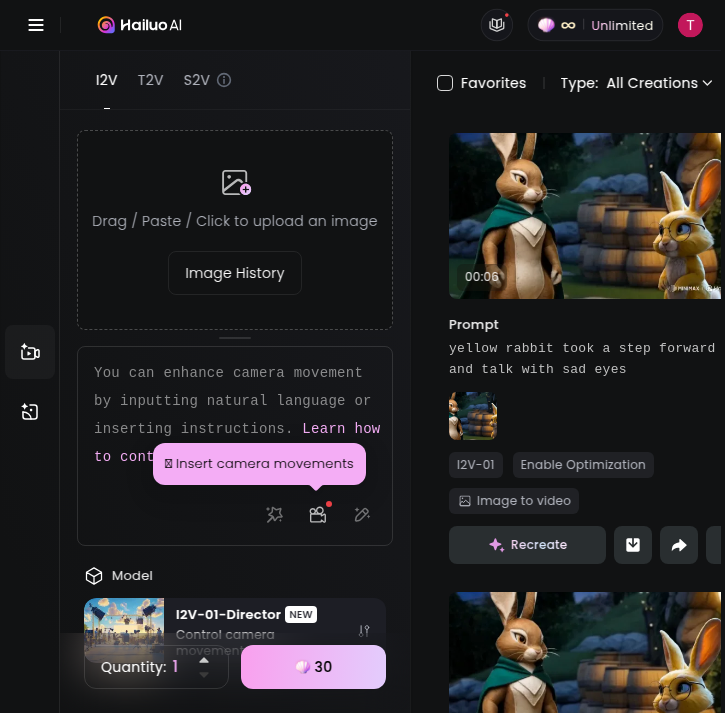 Hailuo AI
∞ Unlimited
T
I2V T2V S2V
Favorites
Type: All Creations
Drag / Paste / Click to upload an image
Image History
You can enhance camera movement
by inputting natural language or
inserting instructions. Learn how
to cont
Insert camera movements
Model
I2V-01-Director NEW
Control camera
movement
Quantity: 1
30
00:06
MINIMAX
Prompt
yellow rabbit took a step forward
and talk with sad eyes
I2V-01
Enable Optimization
Image to video
Recreate